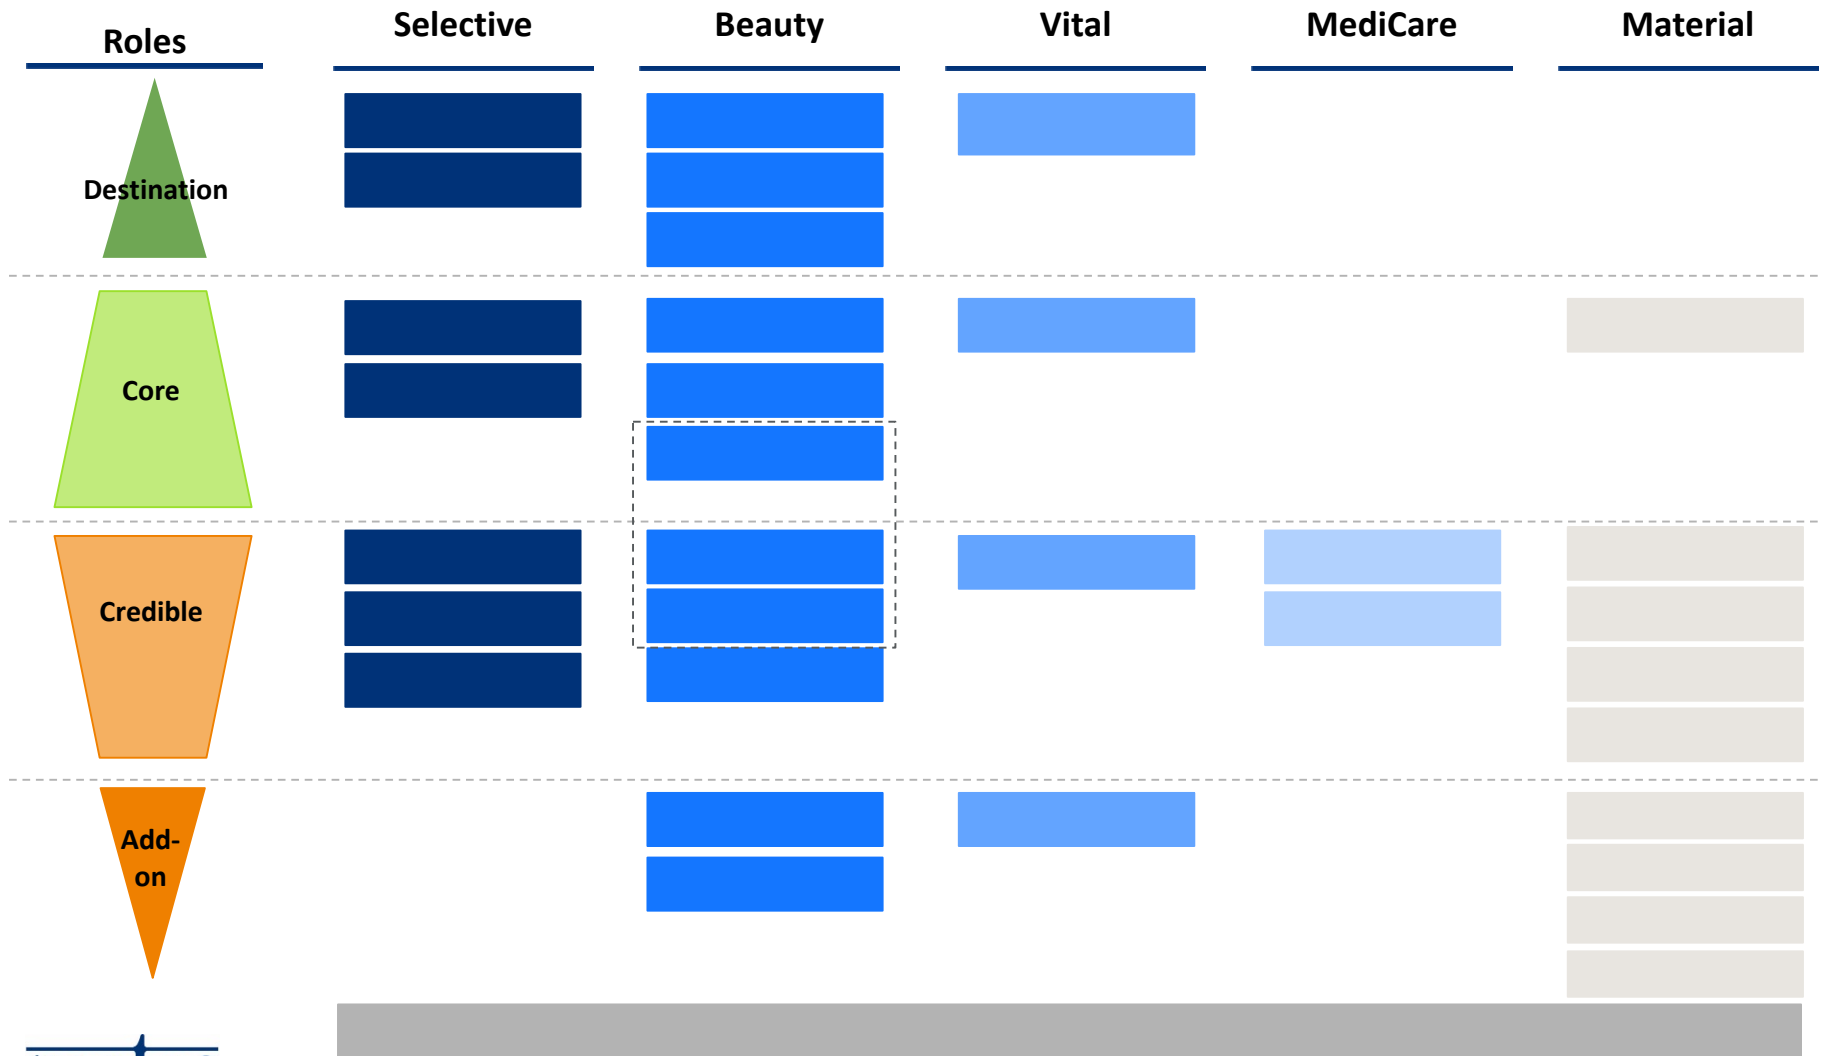 Roles
Selective
Beauty
Vital
MediCare
Material
Destination
Core
Credible
Add-
on